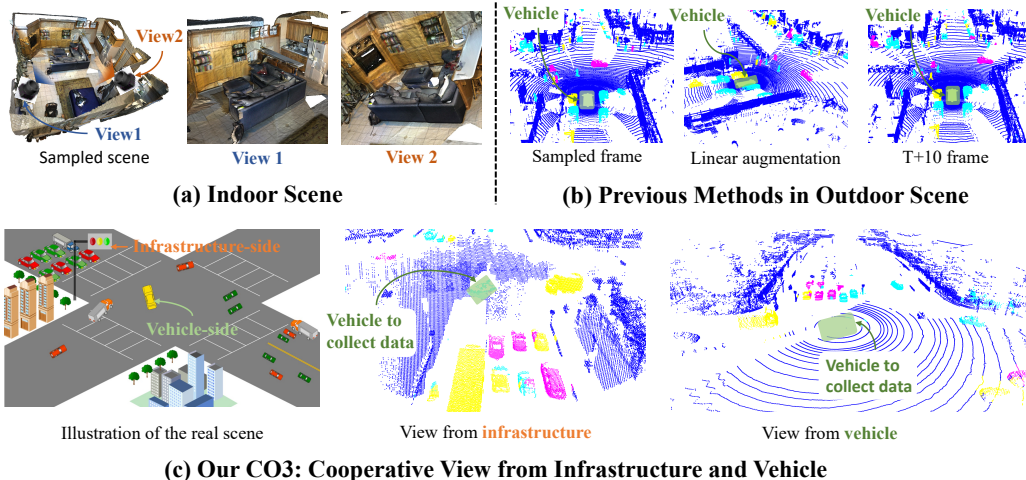 View2
View1
Sampled scene
View 1
View 2
(a) Indoor Scene
Vehicle
Vehicle
Vehicle
Sampled frame
Linear augmentation
T+10 frame
(b) Previous Methods in Outdoor Scene
Infrastructure-side
Vehicle-side
Illustration of the real scene
Vehicle to
collect data
View from infrastructure
Vehicle to
collect data
View from vehicle
(c) Our CO3: Cooperative View from Infrastructure and Vehicle